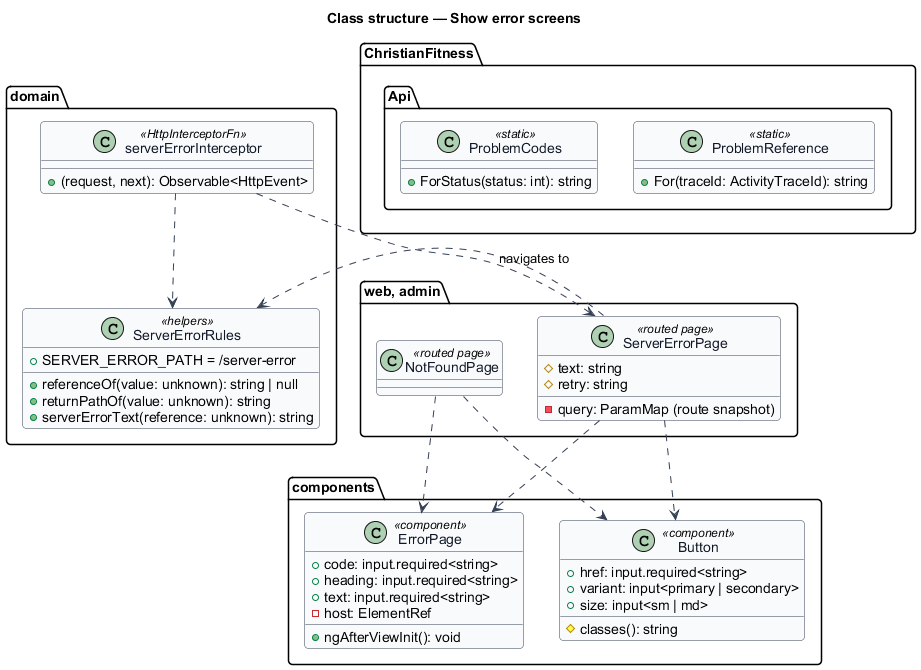 Class structure — Show error screens
ChristianFitness
domain
Api
«HttpInterceptorFn»
serverErrorInterceptor
(request, next): Observable<HttpEvent>
C
«static»
ProblemCodes
ForStatus(status: int): string
C
«static»
ProblemReference
For(traceId: ActivityTraceId): string
C
navigates to
web, admin
«helpers»
ServerErrorRules
SERVER_ERROR_PATH = /server-error
referenceOf(value: unknown): string | null
returnPathOf(value: unknown): string
serverErrorText(reference: unknown): string
C
«routed page»
NotFoundPage
C
«routed page»
ServerErrorPage
text: string
retry: string
query: ParamMap (route snapshot)
C
components
«component»
ErrorPage
code: input.required<string>
heading: input.required<string>
text: input.required<string>
host: ElementRef
ngAfterViewInit(): void
C
«component»
Button
href: input.required<string>
variant: input<primary | secondary>
size: input<sm | md>
classes(): string
C